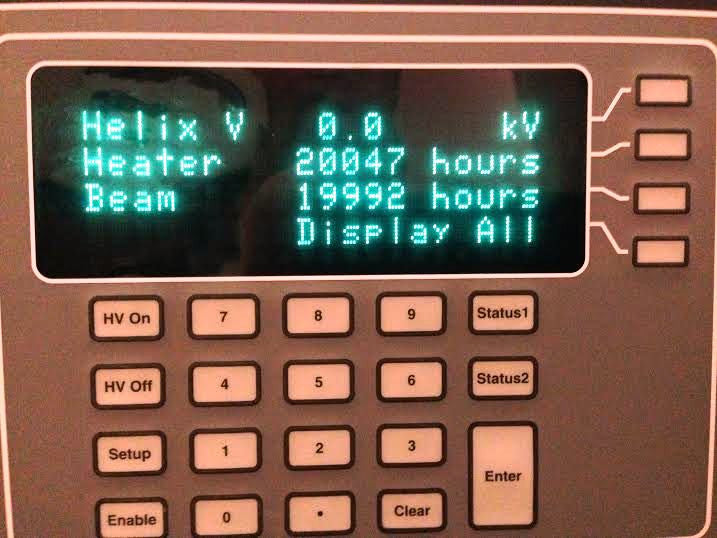 Helix V 0.0 kV
Heater 20047 hours
Beam 19992 hours
Display All
HV On 7 8 9 Status1
HV Off 4 5 6 Status2
Setup 1 2 3
Enter
Enable 0 . Clear